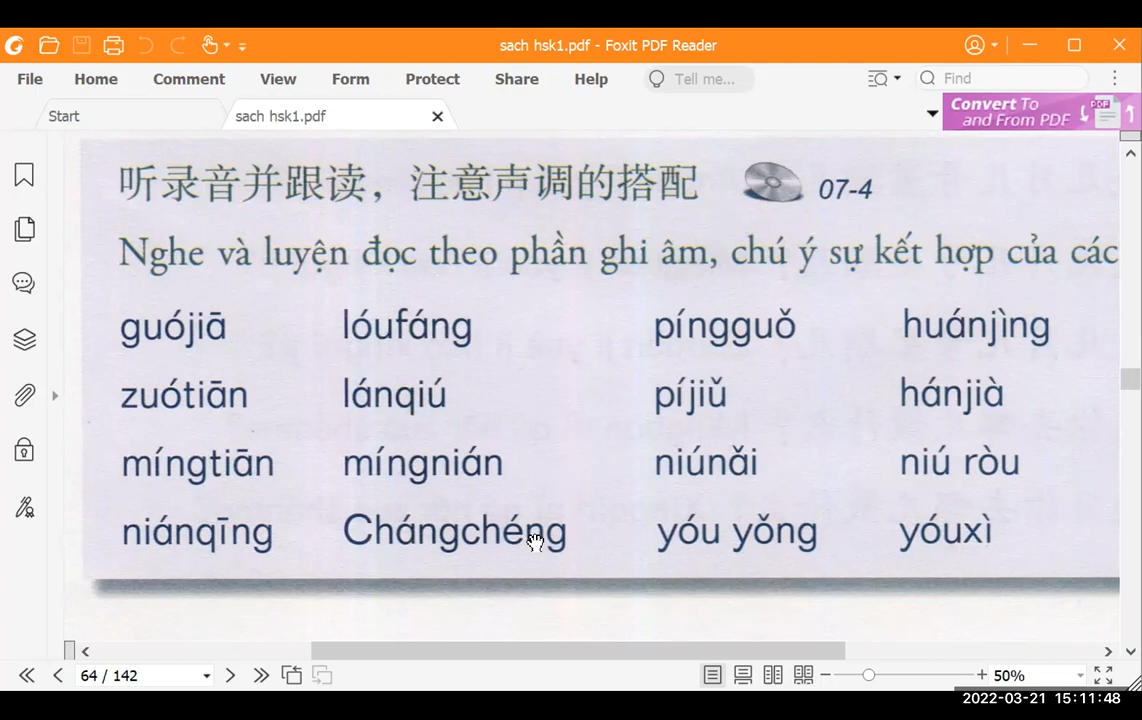 sach hsk1.pdf - Foxit PDF Reader
File Home Comment View Form Protect Share Help Tell me... Find
Start sach hsk1.pdf
Convert To
and From PDF
PDF
听录音并跟读，注意声调的搭配 07-4
Nghe và luyện đọc theo phần ghi âm, chú ý sự kết hợp của các
guójiā lóufáng píngguǒ huánjìng
zuótiān lánqiú píjiǔ hánjià
míngtiān míngnián niúnǎi niú ròu
niánqīng Chángchéng yóu yǒng yóuxì
64 / 142 50%
2022-03-21 15:11:48